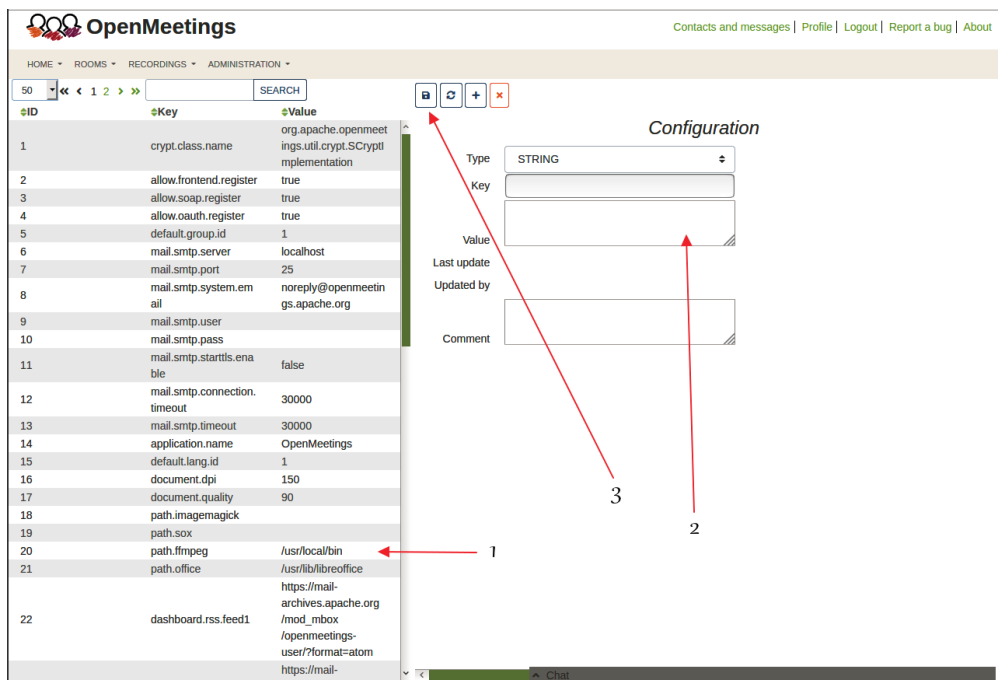 OpenMeetings
Contacts and messages | Profile | Logout | Report a bug | About
HOME ROOMS RECORDINGS ADMINISTRATION
50 « ‹ 1 2 › » SEARCH
ID Key Value
1 crypt.class.name org.apache.openmeet
ings.util.crypt.SCryptI
mplementation
2 allow.frontend.register true
3 allow.soap.register true
4 allow.oauth.register true
5 default.group.id 1
6 mail.smtp.server localhost
7 mail.smtp.port 25
8 mail.smtp.system.em noreply@openmeetin
ail gs.apache.org
9 mail.smtp.user
10 mail.smtp.pass
11 mail.smtp.starttls.ena false
ble
12 mail.smtp.connection. 30000
timeout
13 mail.smtp.timeout 30000
14 application.name OpenMeetings
15 default.lang.id 1
16 document.dpi 150
17 document.quality 90
18 path.imagemagick
19 path.sox
20 path.ffmpeg /usr/local/bin
21 path.office /usr/lib/libreoffice
22 dashboard.rss.feed1 https://mail-
archives.apache.org
/mod_mbox
/openmeetings-
user/?format=atom
https://mail-
Configuration
Type STRING
Key
Value
Last update
Updated by
Comment
3
2
1
Chat